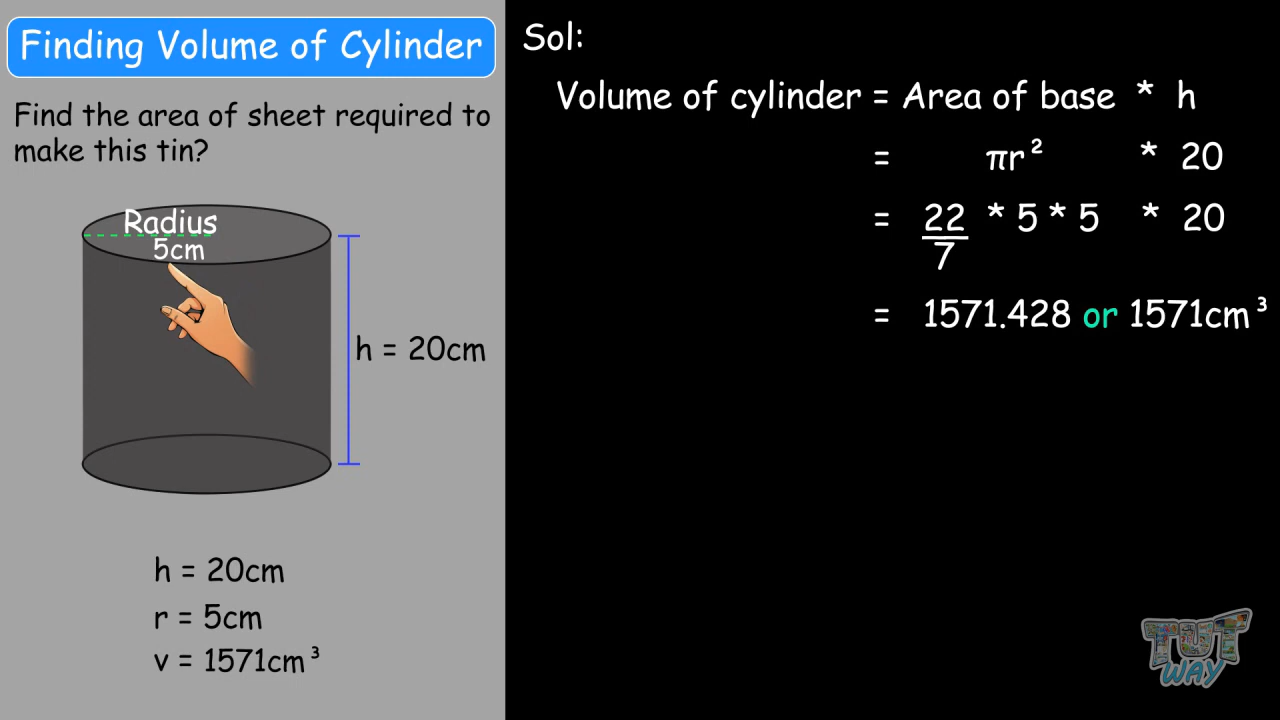 Finding Volume of Cylinder
Find the area of sheet required to
make this tin?
Radius
5cm
h = 20cm
h = 20cm
r = 5cm
v = 1571cm³
Sol:
Volume of cylinder = Area of base * h
= πr² * 20
= 22/7 * 5 * 5 * 20
= 1571.428 or 1571cm³
TUT
WAY